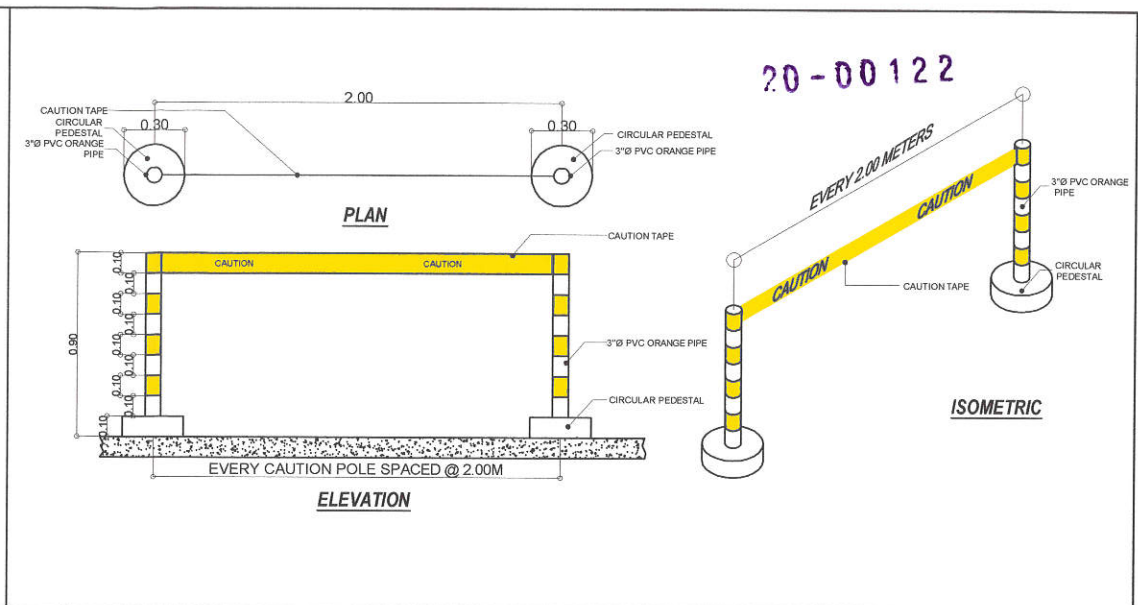 20-00122
2.00
CAUTION TAPE
CIRCULAR
PEDESTAL
3"Ø PVC ORANGE
PIPE
0.30
0.30
CIRCULAR PEDESTAL
3"Ø PVC ORANGE PIPE
PLAN
CAUTION TAPE
CAUTION
CAUTION
0.10
0.10
0.10
0.10
0.10
0.10
0.10
0.10
0.90
3"Ø PVC ORANGE PIPE
CIRCULAR PEDESTAL
EVERY CAUTION POLE SPACED @ 2.00M
ELEVATION
EVERY 2.00 METERS
CAUTION
CAUTION
3"Ø PVC ORANGE
PIPE
CIRCULAR
PEDESTAL
CAUTION TAPE
ISOMETRIC